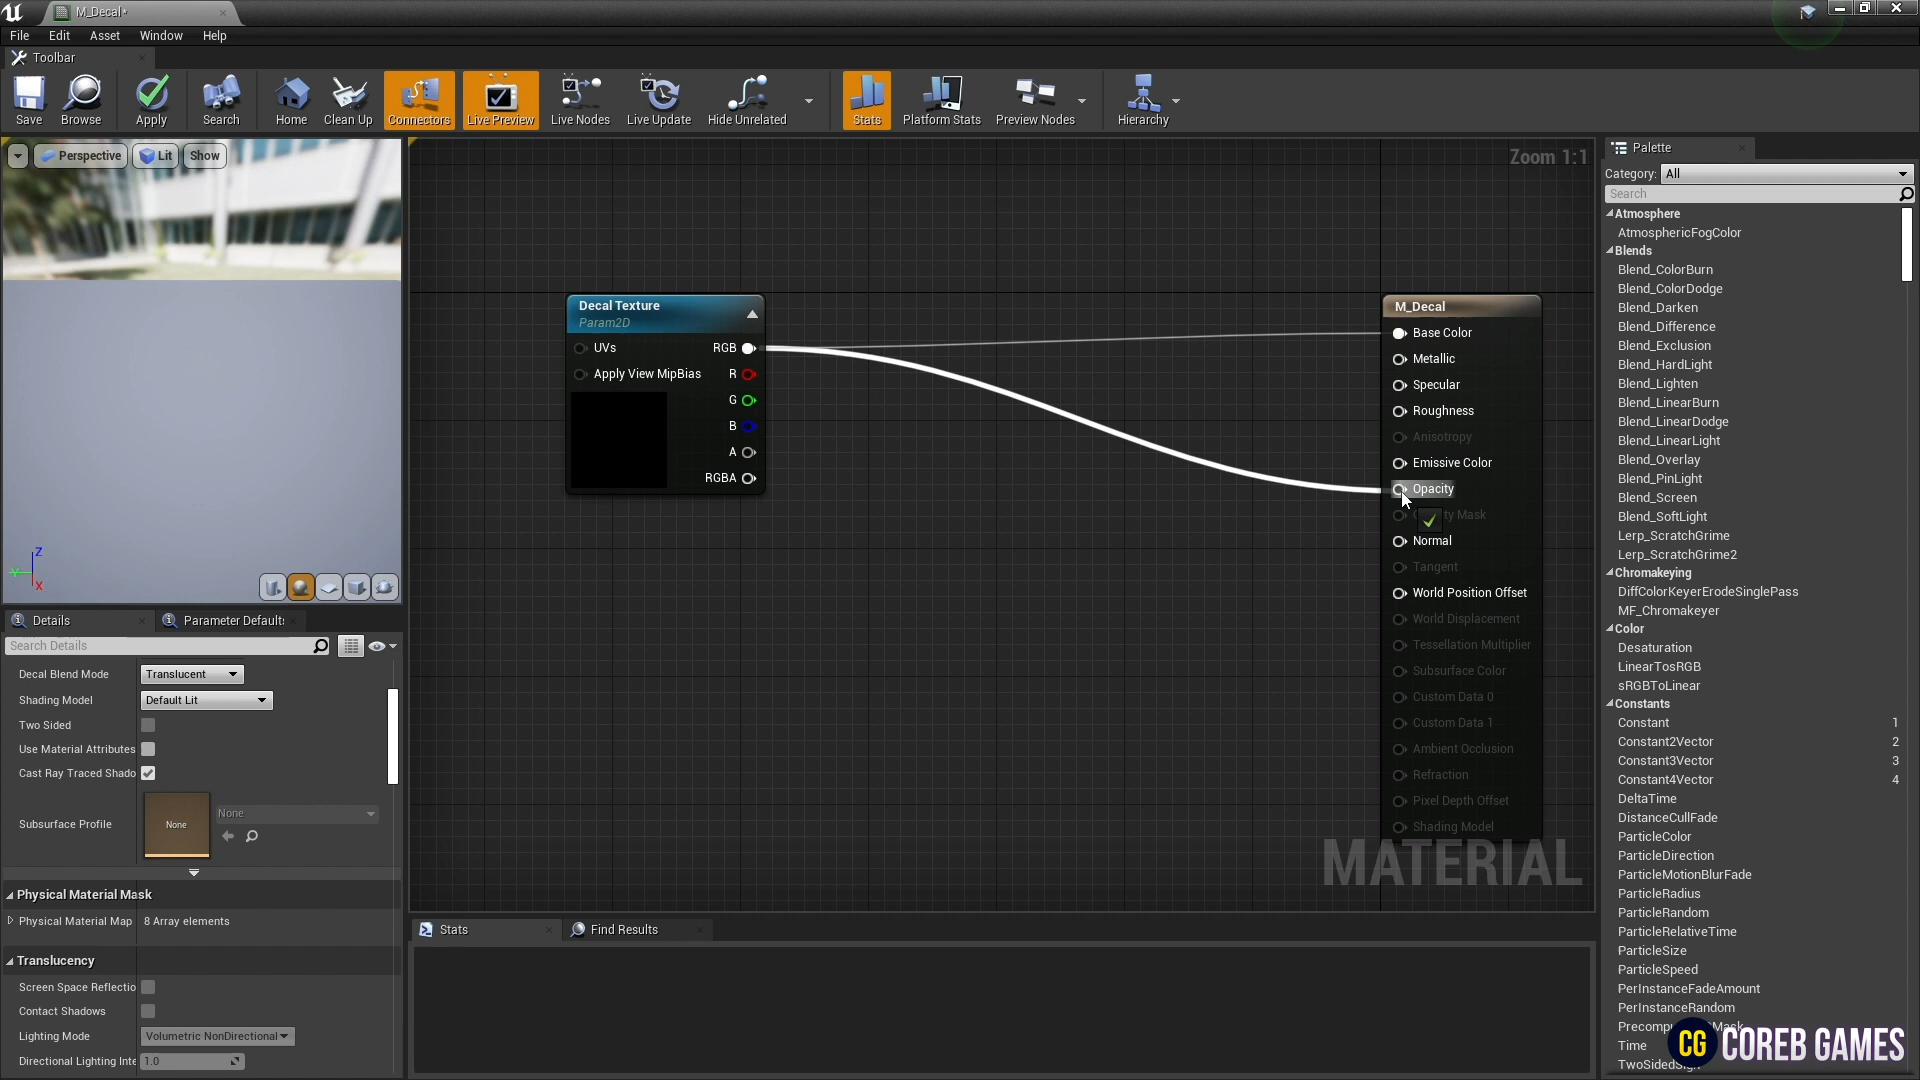 M_Decal*
File Edit Asset Window Help
Toolbar
Save Browse Apply Search Home Clean Up Connectors Live Preview Live Nodes Live Update Hide Unrelated Stats Platform Stats Preview Nodes Hierarchy
Perspective Lit Show
Z
Y
X
Zoom 1:1
Decal Texture
Param2D
UVs RGB
Apply View MipBias R
G
B
A
RGBA
M_Decal
Base Color
Metallic
Specular
Roughness
Anisotropy
Emissive Color
Opacity
Mask
Normal
Tangent
World Position Offset
World Displacement
Tessellation Multiplier
Subsurface Color
Custom Data 0
Custom Data 1
Ambient Occlusion
Refraction
Pixel Depth Offset
Shading Model
MATERIAL
Details Parameter Defaults
Search Details
Decal Blend Mode Translucent
Shading Model Default Lit
Two Sided
Use Material Attributes
Cast Ray Traced Shado
Subsurface Profile None None
Physical Material Mask
Physical Material Map 8 Array elements
Translucency
Screen Space Reflectio
Contact Shadows
Lighting Mode Volumetric NonDirectional
Directional Lighting Inte 1.0
Stats Find Results
Palette
Category: All
Search
Atmosphere
AtmosphericFogColor
Blends
Blend_ColorBurn
Blend_ColorDodge
Blend_Darken
Blend_Difference
Blend_Exclusion
Blend_HardLight
Blend_Lighten
Blend_LinearBurn
Blend_LinearDodge
Blend_LinearLight
Blend_Overlay
Blend_PinLight
Blend_Screen
Blend_SoftLight
Lerp_ScratchGrime
Lerp_ScratchGrime2
Chromakeying
DiffColorKeyerErodeSinglePass
MF_Chromakeyer
Color
Desaturation
LinearTosRGB
sRGBToLinear
Constants
Constant 1
Constant2Vector 2
Constant3Vector 3
Constant4Vector 4
DeltaTime
DistanceCullFade
ParticleColor
ParticleDirection
ParticleMotionBlurFade
ParticleRadius
ParticleRandom
ParticleRelativeTime
ParticleSize
ParticleSpeed
PerInstanceFadeAmount
PerInstanceRandom
Time
CG COREB GAMES